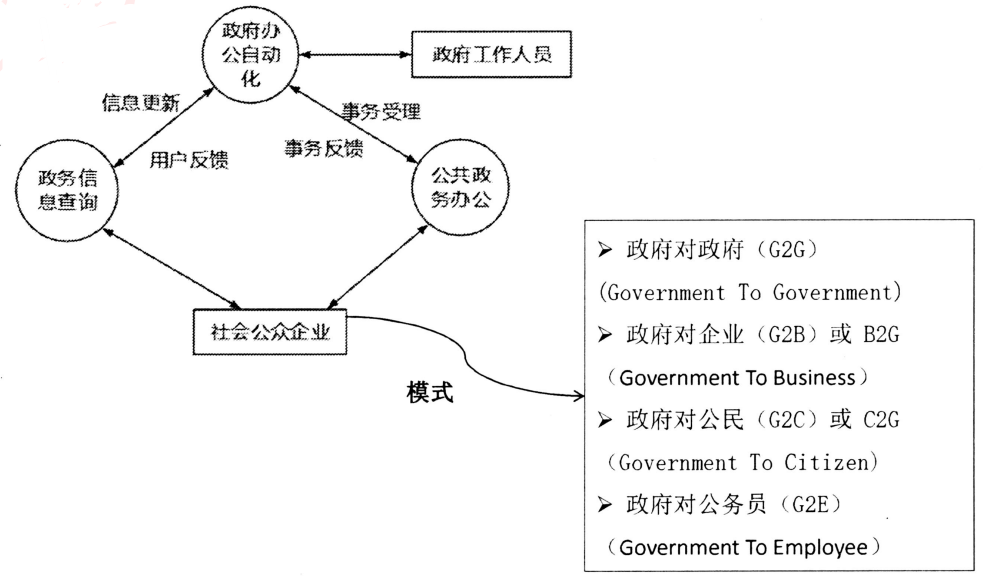 政府办
公自动
化
政府工作人员
信息更新
事务受理
用户反馈
事务反馈
政务信
息查询
公共政
务办公
社会公众企业
模式
➢ 政府对政府（G2G）
(Government To Government)
➢ 政府对企业（G2B）或 B2G
（Government To Business）
➢ 政府对公民（G2C）或 C2G
（Government To Citizen)
➢ 政府对公务员（G2E）
（Government To Employee）